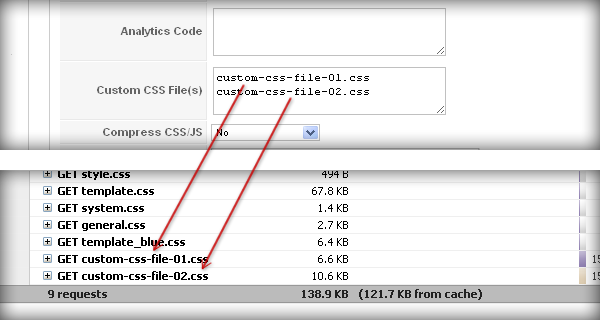 Analytics Code
Custom CSS File(s)
custom-css-file-01.css
custom-css-file-02.css
Compress CSS/JS No
GET style.css 494 B
GET template.css 67.8 KB
GET system.css 1.4 KB
GET general.css 2.7 KB
GET template_blue.css 6.4 KB
GET custom-css-file-01.css 6.6 KB 15
GET custom-css-file-02.css 10.6 KB 15
9 requests 138.9 KB (121.7 KB from cache)